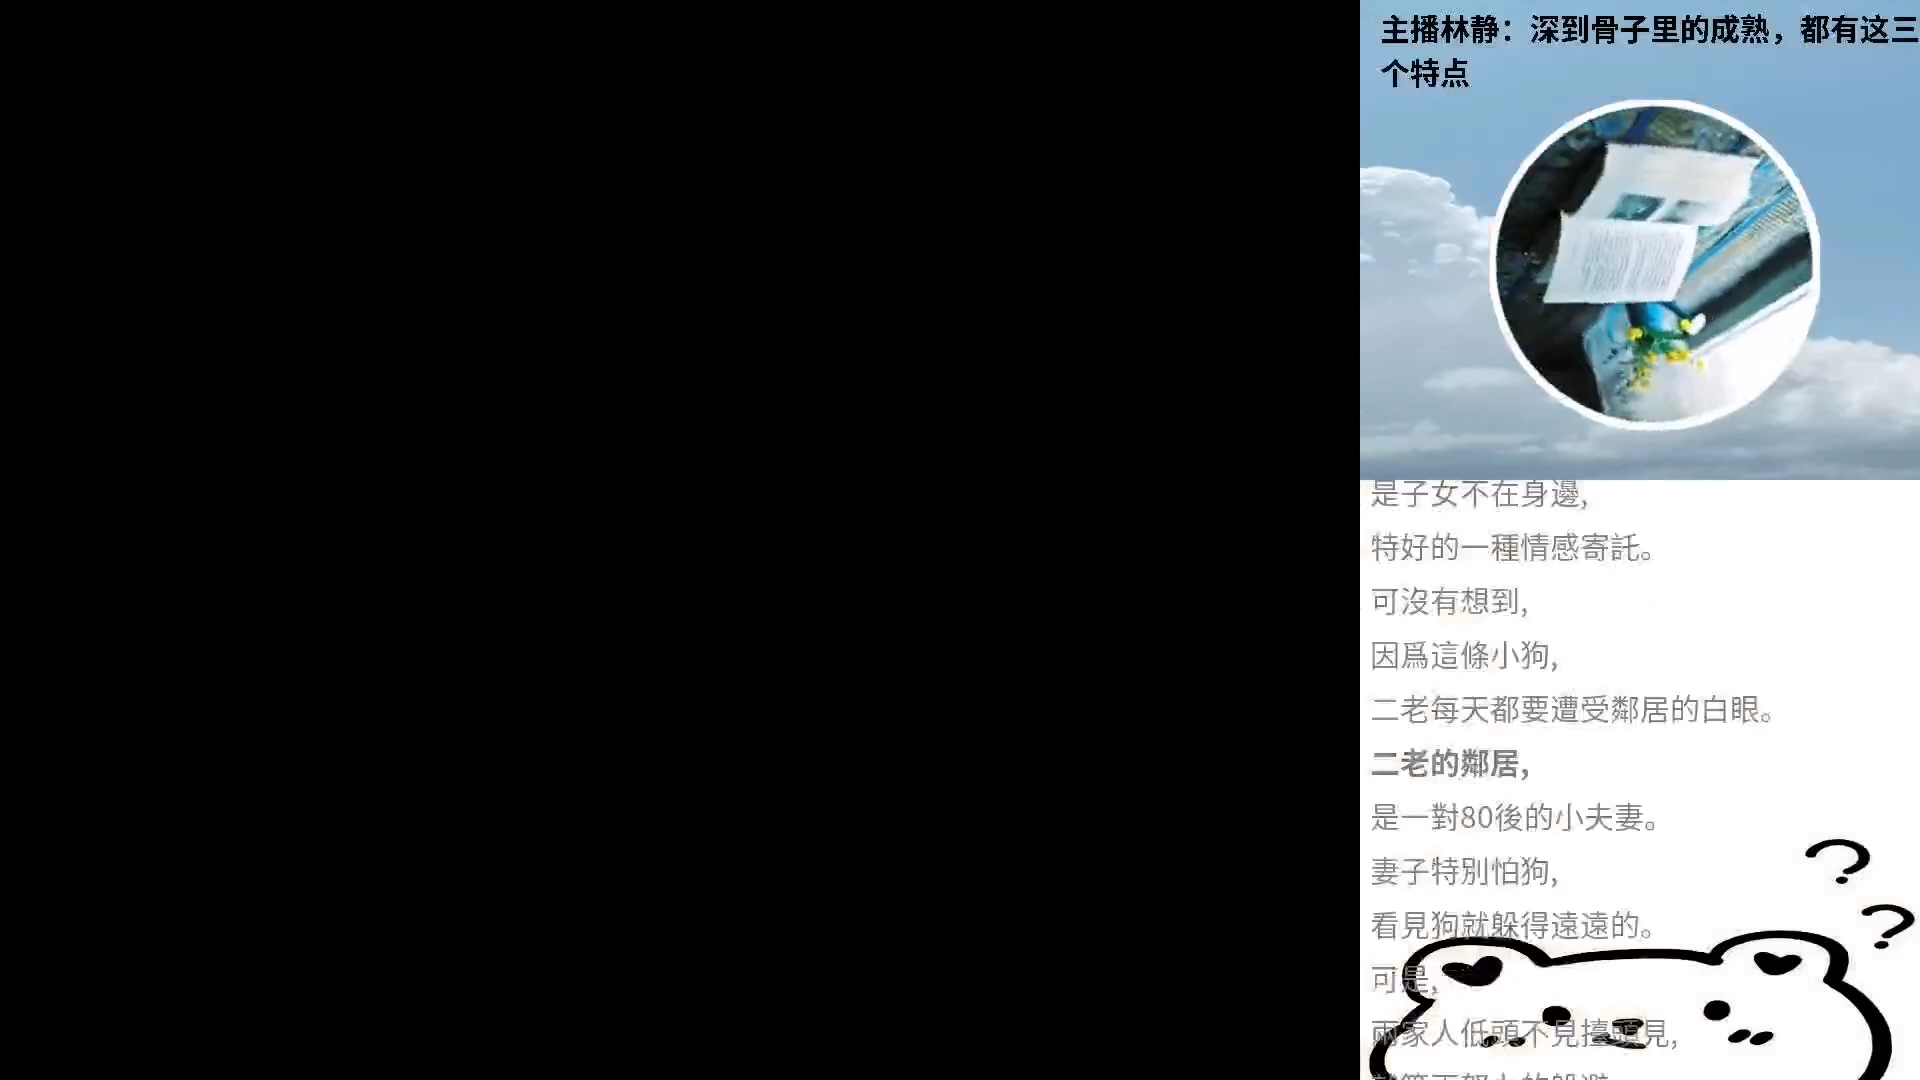 主播林静：深到骨子里的成熟，都有这三
个特点
是子女不在身邊,
特好的一種情感寄託。
可沒有想到,
因爲這條小狗,
二老每天都要遭受鄰居的白眼。
二老的鄰居,
是一對80後的小夫妻。
妻子特別怕狗,
看見狗就躲得遠遠的。
可是,
兩家人低頭不見擡頭見,